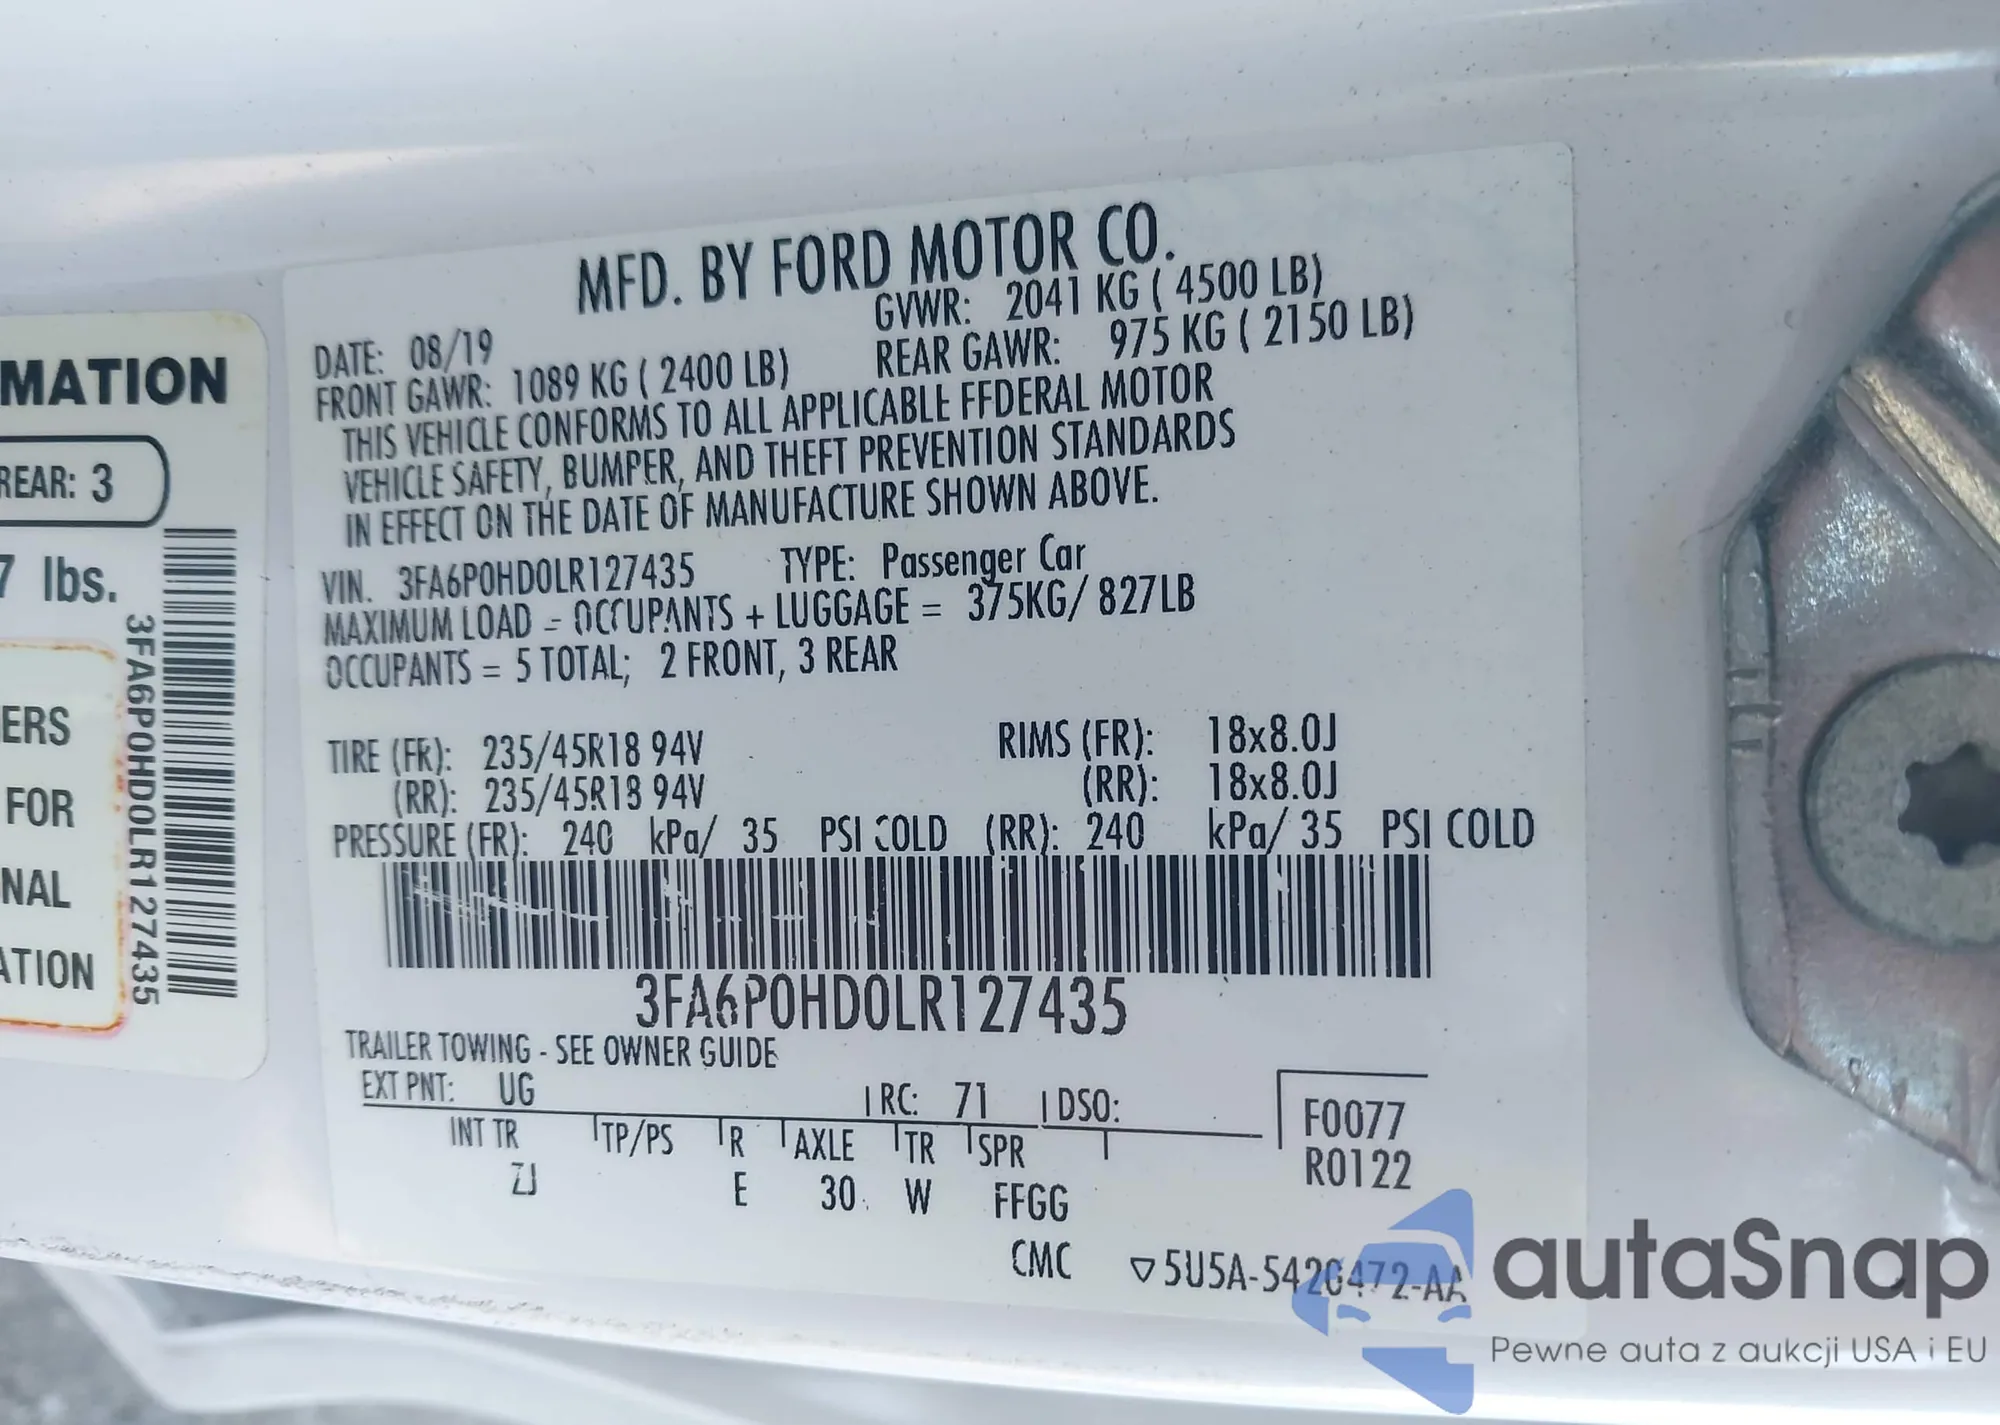 MATION
REAR: 3
7 lbs.
ERS
FOR
NAL
ATION
3FA6P0HD0LR127435
MFD. BY FORD MOTOR CO.
DATE: 08/19 GVWR: 2041 KG ( 4500 LB)
FRONT GAWR: 1089 KG ( 2400 LB) REAR GAWR: 975 KG ( 2150 LB)
THIS VEHICLE CONFORMS TO ALL APPLICABLE FEDERAL MOTOR
VEHICLE SAFETY, BUMPER, AND THEFT PREVENTION STANDARDS
IN EFFECT ON THE DATE OF MANUFACTURE SHOWN ABOVE.
VIN. 3FA6P0HD0LR127435 TYPE: Passenger Car
MAXIMUM LOAD = OCCUPANTS + LUGGAGE = 375KG/ 827LB
OCCUPANTS = 5 TOTAL; 2 FRONT, 3 REAR
TIRE (FR): 235/45R18 94V RIMS (FR): 18x8.0J
(RR): 235/45R18 94V (RR): 18x8.0J
PRESSURE (FR): 240 kPa/ 35 PSI COLD (RR): 240 kPa/ 35 PSI COLD
3FA6P0HD0LR127435
TRAILER TOWING - SEE OWNER GUIDE
EXT PNT: UG RC: 71 DSO:
INT TR TP/PS R AXLE TR SPR
F0077
R0122
ZJ E 30 W FFGG
CMC ▽5U5A-5420472-AA
autaSnap
Pewne auta z aukcji USA i EU